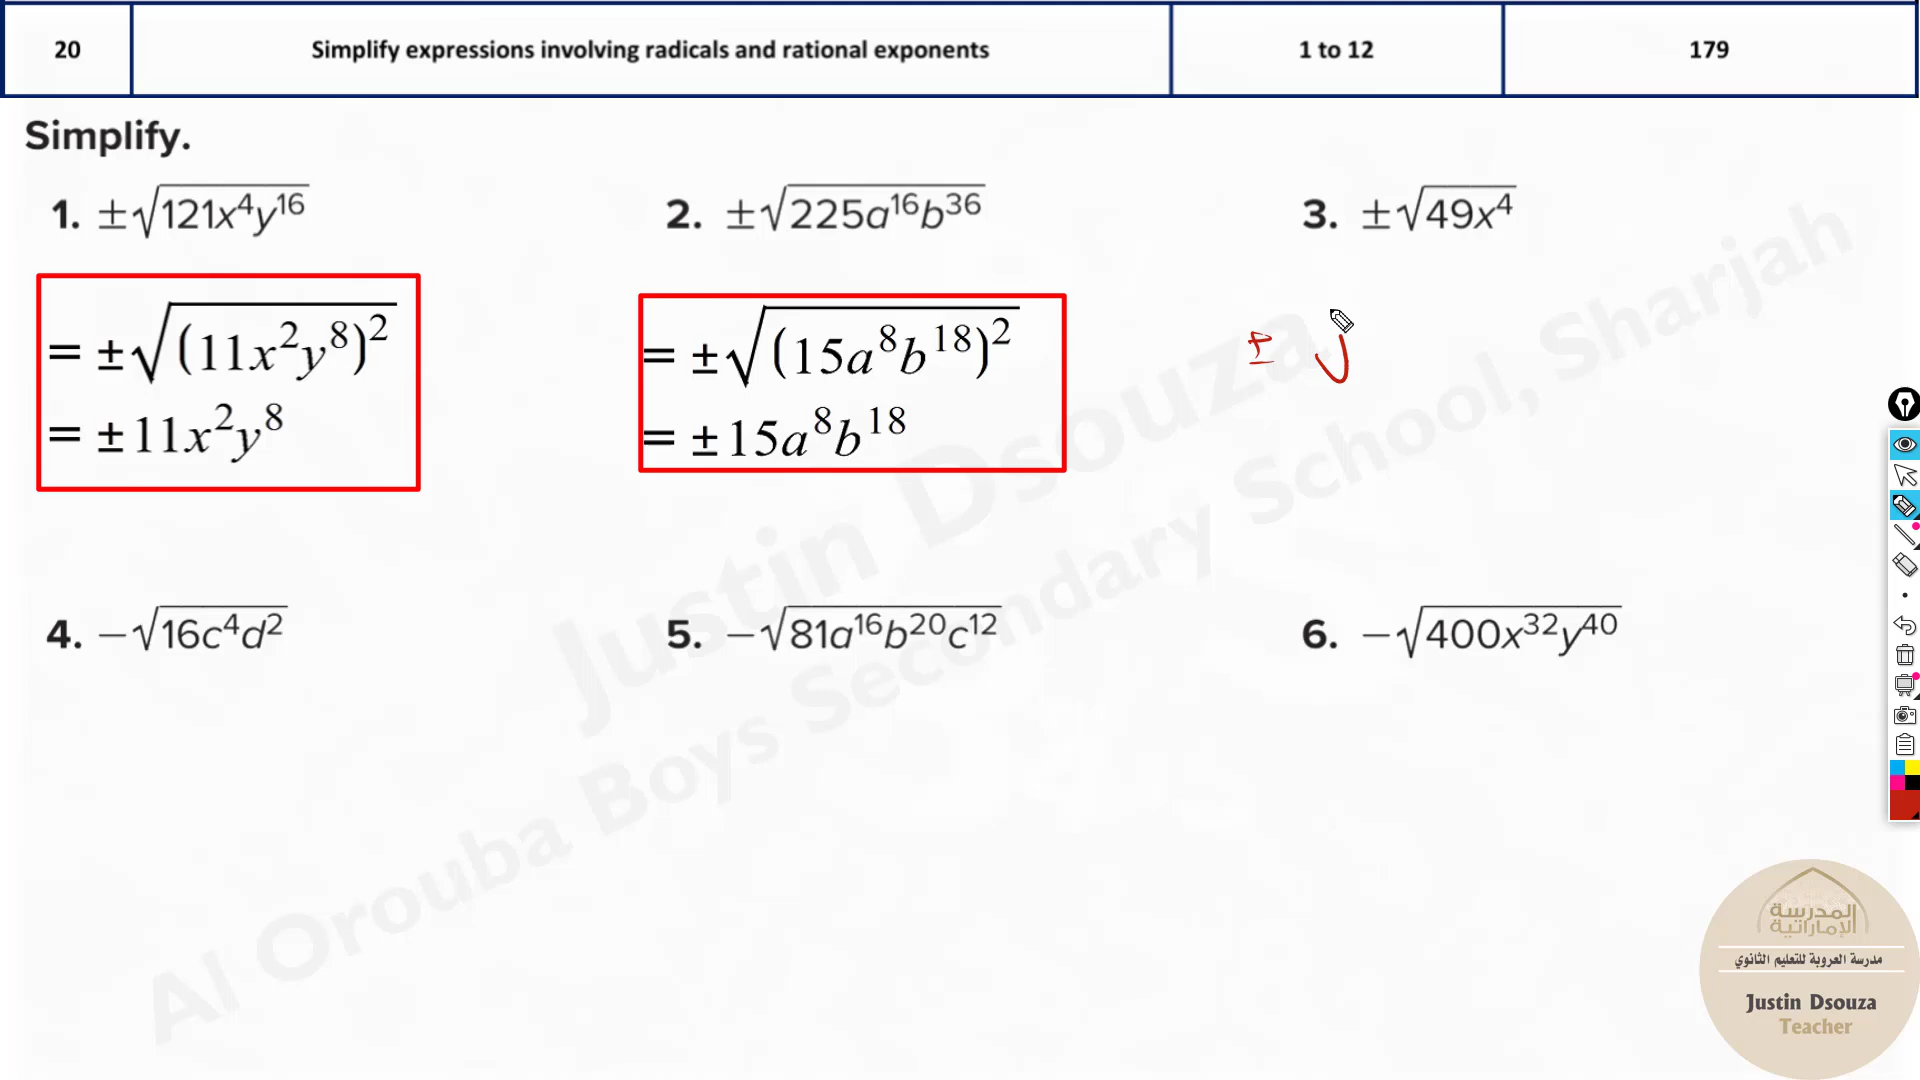 20 Simplify expressions involving radicals and rational exponents 1 to 12 179
Simplify.
1. ±√(121x⁴y¹⁶) 2. ±√(225a¹⁶b³⁶) 3. ±√(49x⁴)
= ±√((11x²y⁸)²)
= ±11x²y⁸
= ±√((15a⁸b¹⁸)²)
= ±15a⁸b¹⁸
± √
4. −√(16c⁴d²) 5. −√(81a¹⁶b²⁰c¹²) 6. −√(400x³²y⁴⁰)
Justin Dsouza
Al Orouba Boys Secondary School, Sharjah
المدرسة
الإماراتية
مدرسة العروبة للتعليم الثانوي
Justin Dsouza
Teacher